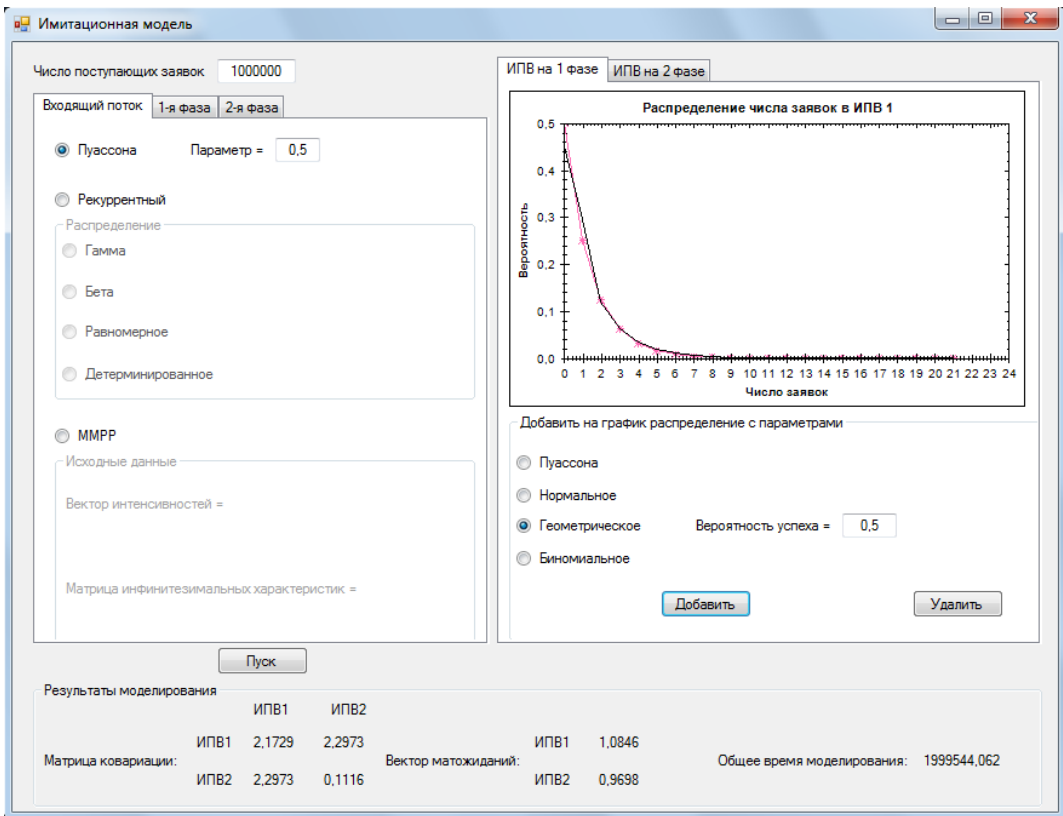 Имитационная модель
Число поступающих заявок 1000000
Входящий поток 1-я фаза 2-я фаза
Пуассона Параметр = 0,5
Рекуррентный
Распределение
Гамма
Бета
Равномерное
Детерминированное
MMPP
Исходные данные
Вектор интенсивностей =
Матрица инфинитезимальных характеристик =
Пуск
ИПВ на 1 фазе ИПВ на 2 фазе
Распределение числа заявок в ИПВ 1
Вероятность
0,5
0,4
0,3
0,2
0,1
0,0
0 1 2 3 4 5 6 7 8 9 10 11 12 13 14 15 16 17 18 19 20 21 22 23 24
Число заявок
Добавить на график распределение с параметрами
Пуассона
Нормальное
Геометрическое Вероятность успеха = 0,5
Биномиальное
Добавить Удалить
Результаты моделирования
ИПВ1 ИПВ2
ИПВ1 2,1729 2,2973 ИПВ1 1,0846
Матрица ковариации: Вектор матожиданий: Общее время моделирования: 1999544,062
ИПВ2 2,2973 0,1116 ИПВ2 0,9698